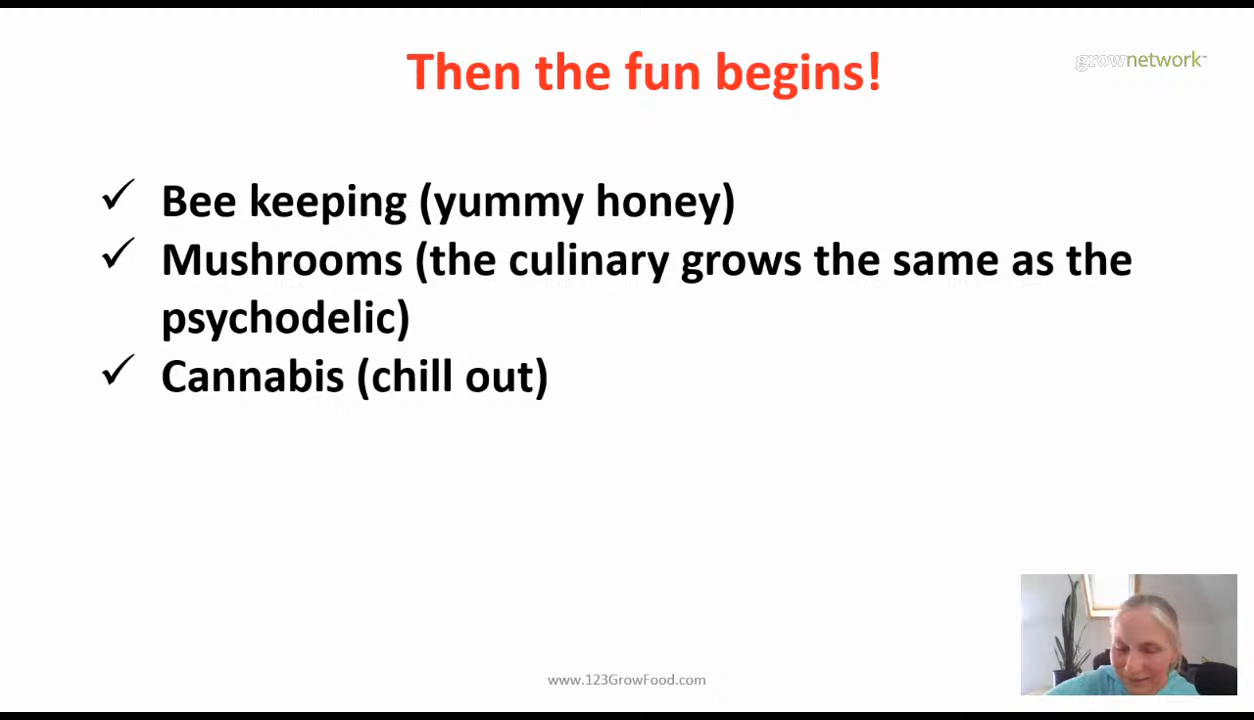 Then the fun begins!
grownetwork
✓ Bee keeping (yummy honey)
✓ Mushrooms (the culinary grows the same as the
psychodelic)
✓ Cannabis (chill out)
www.123GrowFood.com